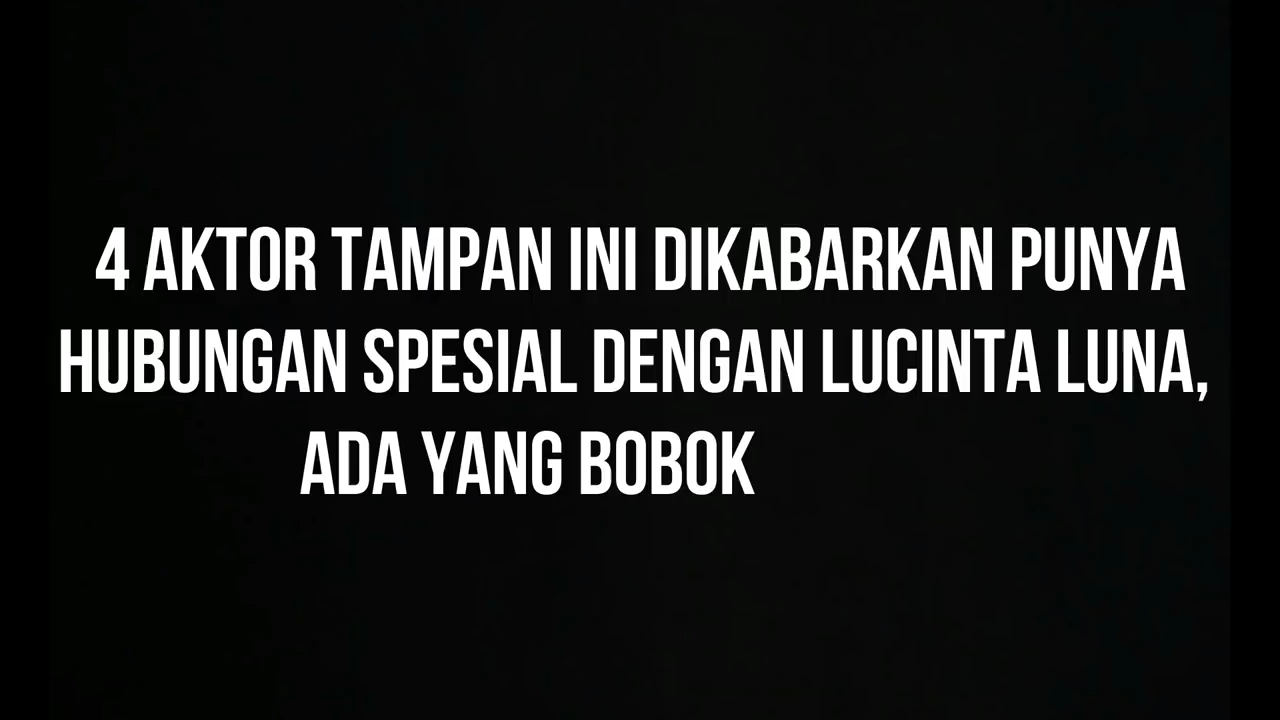 4 AKTOR TAMPAN INI DIKABARKAN PUNYA
HUBUNGAN SPESIAL DENGAN LUCINTA LUNA,
ADA YANG BOBOK